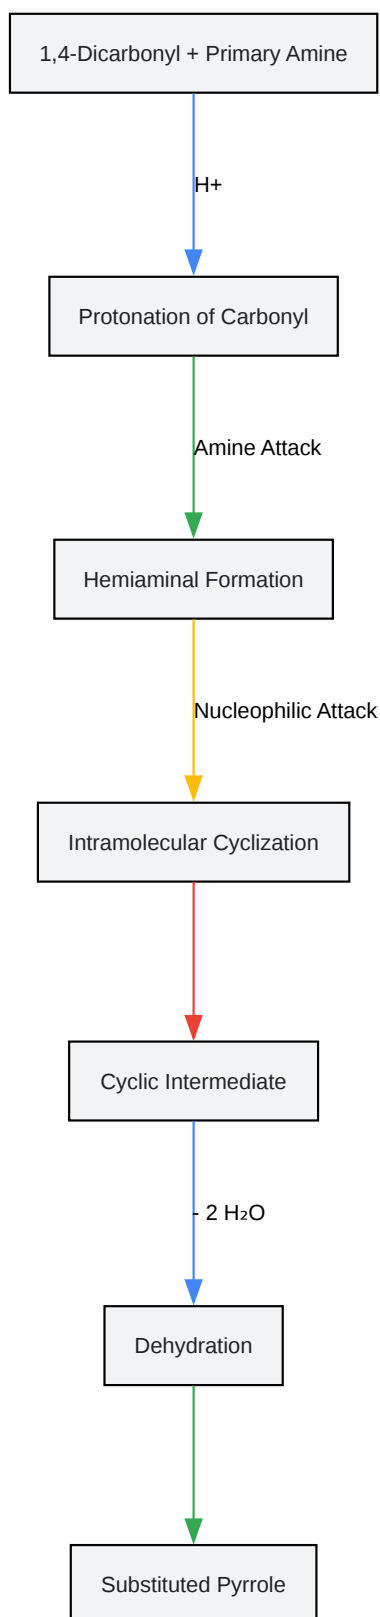 1,4-Dicarbonyl + Primary Amine
H+
Protonation of Carbonyl
Amine Attack
Hemiaminal Formation
Nucleophilic Attack
Intramolecular Cyclization
Cyclic Intermediate
- 2 H₂O
Dehydration
Substituted Pyrrole